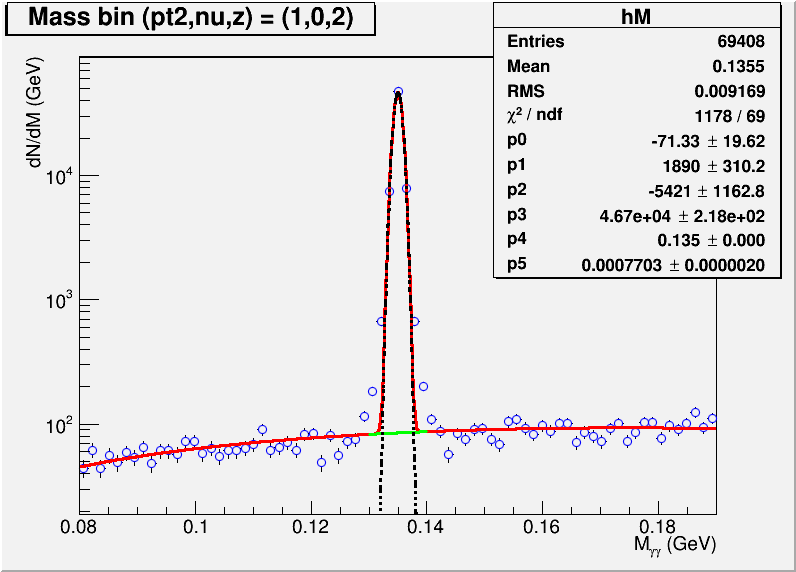 Mass bin (pt2,nu,z) = (1,0,2)
hM
Entries 69408
Mean 0.1355
RMS 0.009169
χ² / ndf 1178 / 69
p0 -71.33 ± 19.62
p1 1890 ± 310.2
p2 -5421 ± 1162.8
p3 4.67e+04 ± 2.18e+02
p4 0.135 ± 0.000
p5 0.0007703 ± 0.0000020
dN/dM (GeV)
10⁴
10³
10²
0.08 0.1 0.12 0.14 0.16 0.18
Mγγ (GeV)